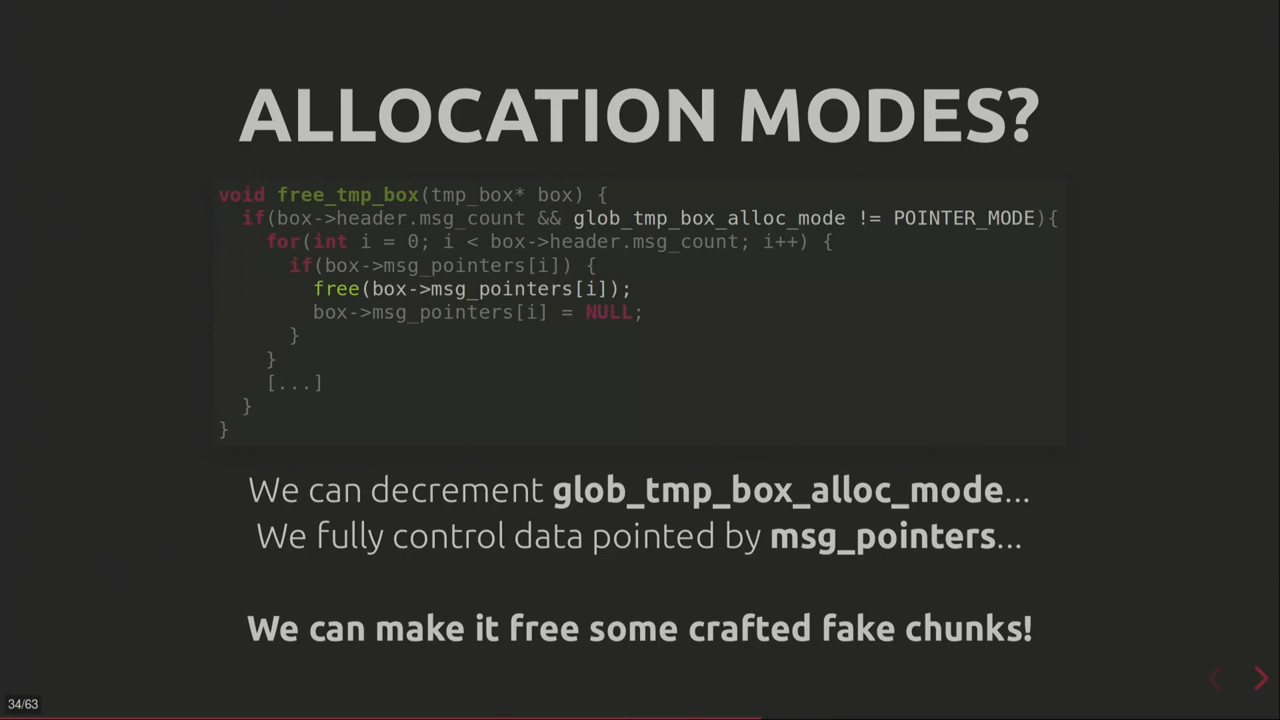 ALLOCATION MODES?
void free_tmp_box(tmp_box* box) {
if(box->header.msg_count && glob_tmp_box_alloc_mode != POINTER_MODE){
for(int i = 0; i < box->header.msg_count; i++) {
if(box->msg_pointers[i]) {
free(box->msg_pointers[i]);
box->msg_pointers[i] = NULL;
}
}
[...]
}
}
We can decrement glob_tmp_box_alloc_mode...
We fully control data pointed by msg_pointers...
We can make it free some crafted fake chunks!
34/63